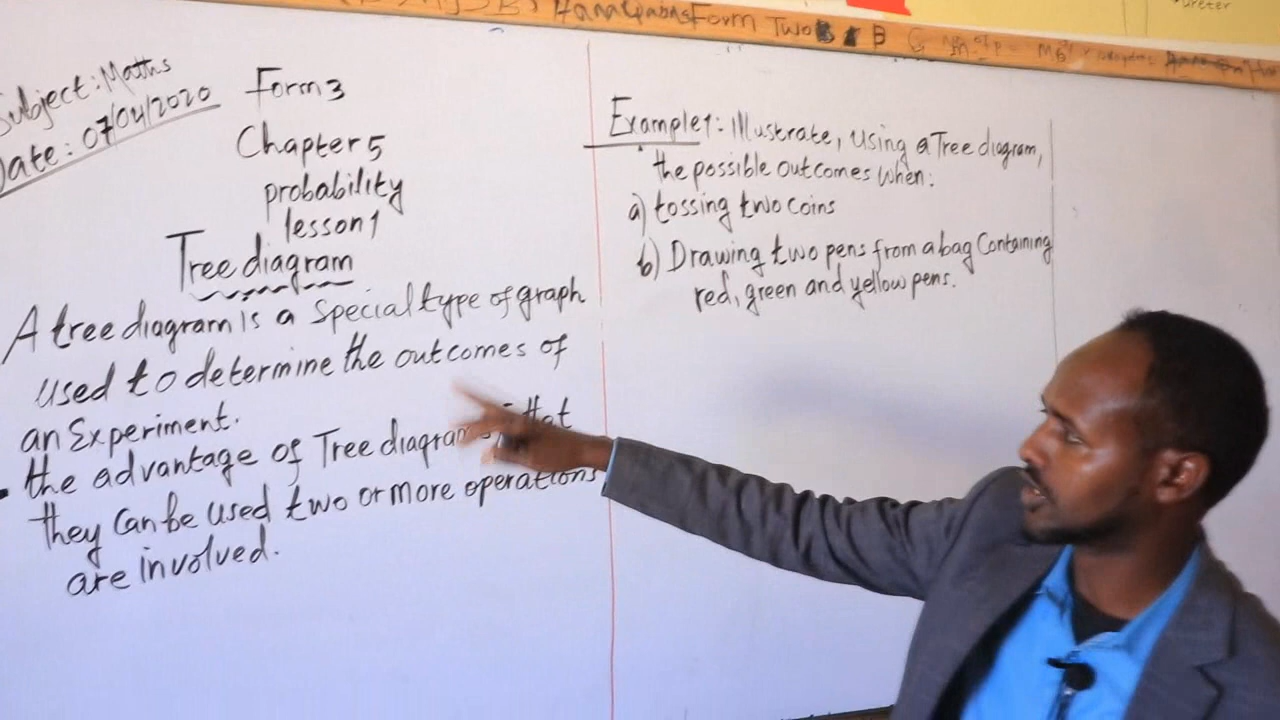 HanaQabasForm Two B
ureter
Subject: Maths
Date: 07/04/2020
Form 3
Chapter 5
probability
lesson 1
Tree diagram
A tree diagram is a special type of graph
used to determine the outcomes of
an Experiment.
the advantage of Tree diagram that
they Can be used two or more operations
are involved.
Example 1: Illustrate, using a Tree diagram,
the possible outcomes when:
a) tossing two coins
b) Drawing two pens from a bag Containing
red, green and yellow pens.